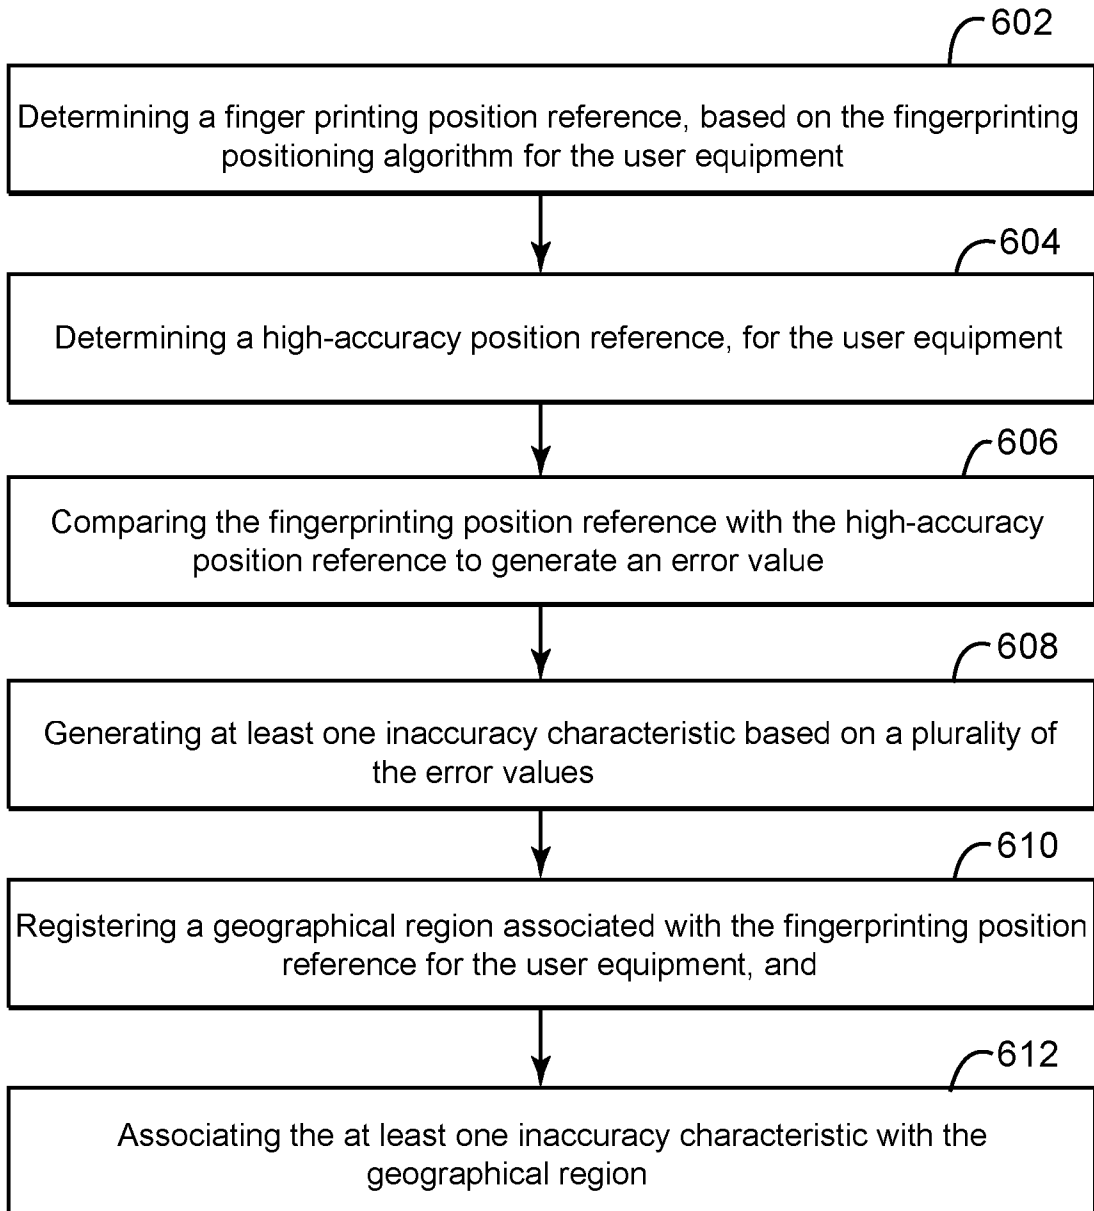 602
Determining a finger printing position reference, based on the fingerprinting
positioning algorithm for the user equipment
604
Determining a high-accuracy position reference, for the user equipment
606
Comparing the fingerprinting position reference with the high-accuracy
position reference to generate an error value
608
Generating at least one inaccuracy characteristic based on a plurality of
the error values
610
Registering a geographical region associated with the fingerprinting position
reference for the user equipment, and
612
Associating the at least one inaccuracy characteristic with the
geographical region